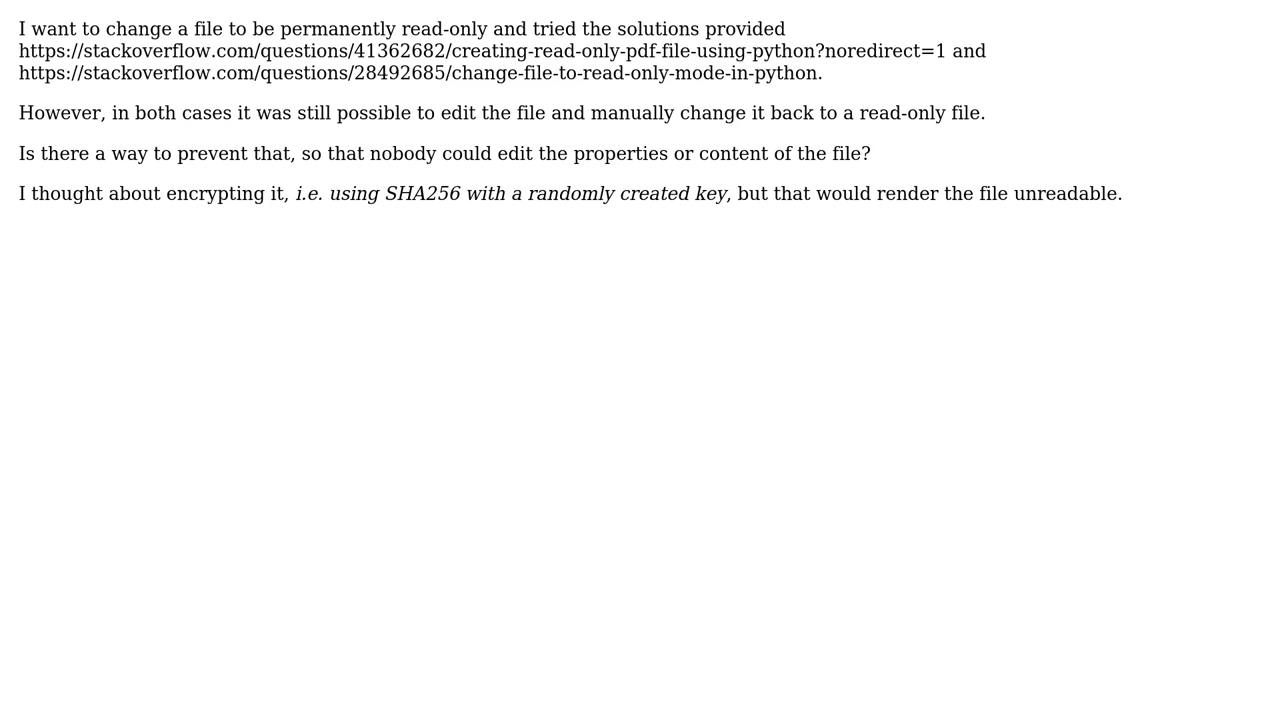 I want to change a file to be permanently read-only and tried the solutions provided
https://stackoverflow.com/questions/41362682/creating-read-only-pdf-file-using-python?noredirect=1 and
https://stackoverflow.com/questions/28492685/change-file-to-read-only-mode-in-python.
However, in both cases it was still possible to edit the file and manually change it back to a read-only file.
Is there a way to prevent that, so that nobody could edit the properties or content of the file?
I thought about encrypting it, i.e. using SHA256 with a randomly created key, but that would render the file unreadable.